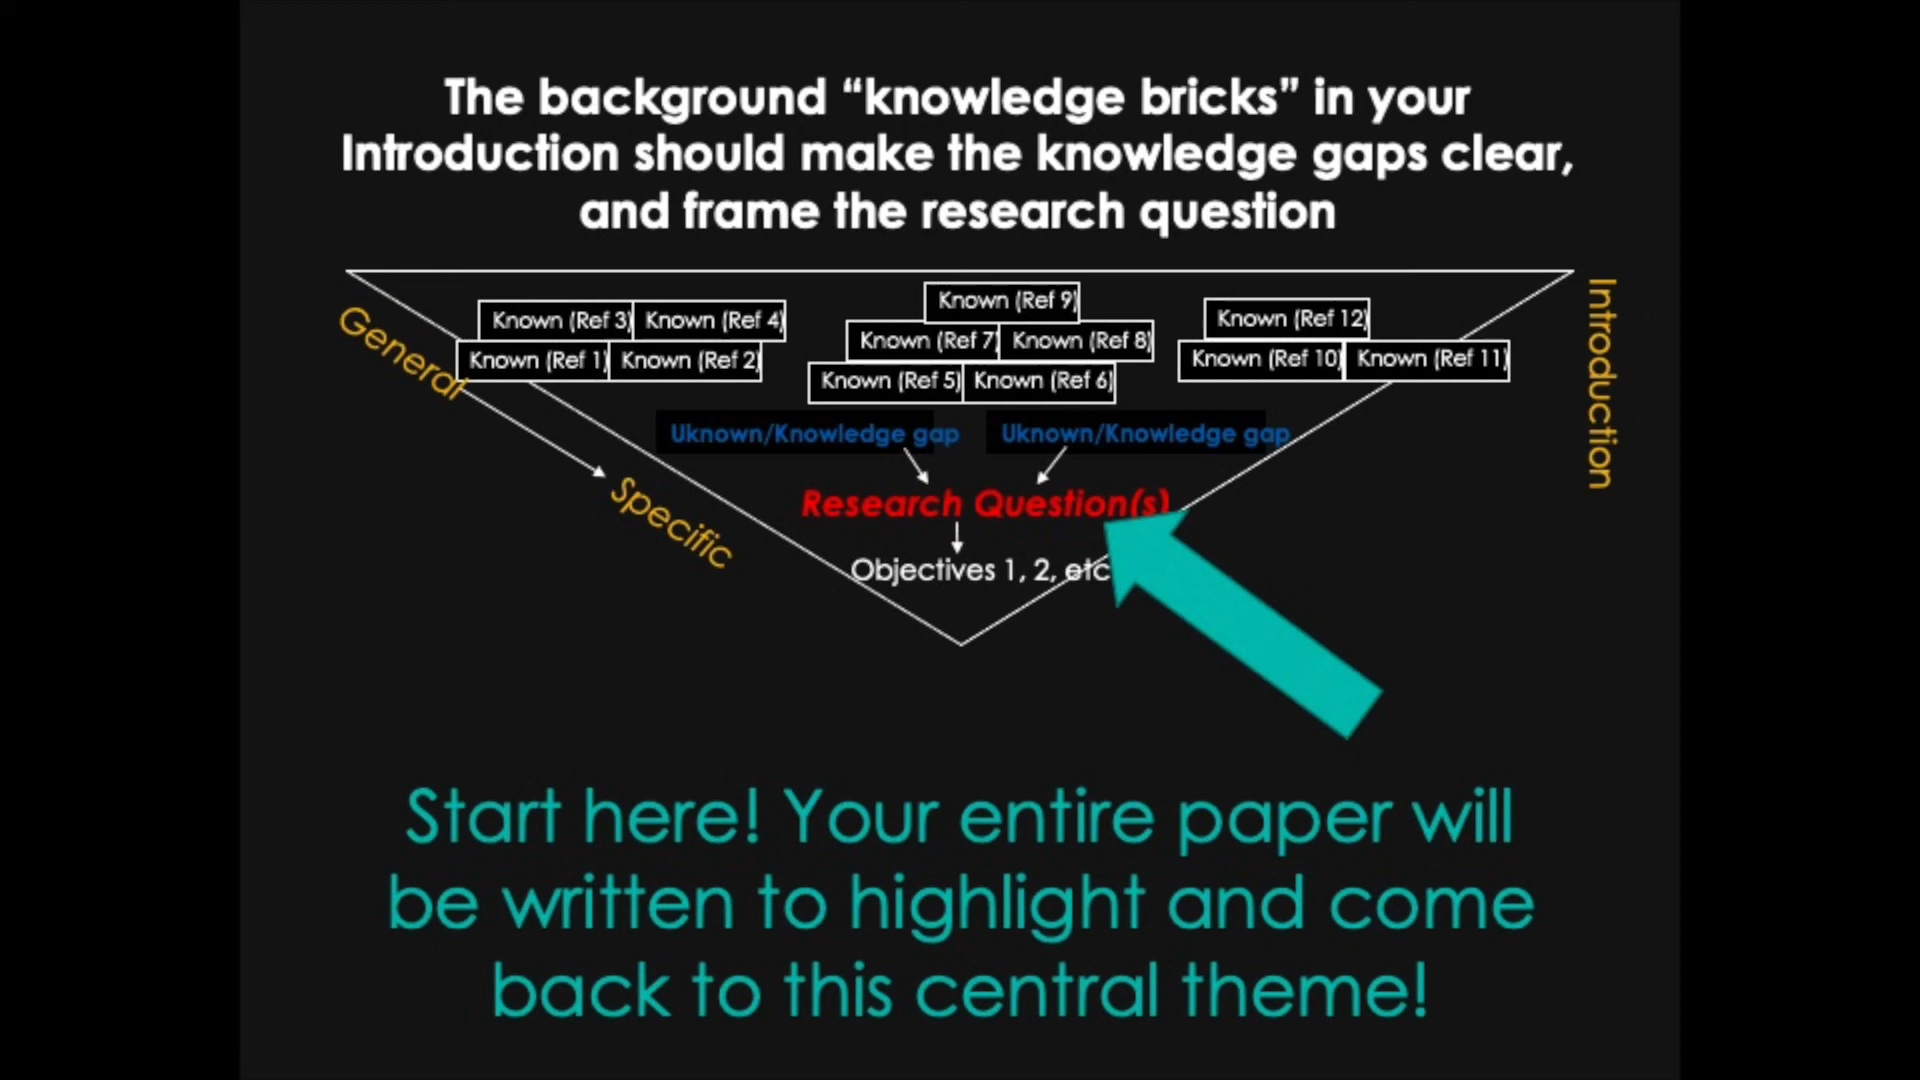 The background “knowledge bricks” in your
Introduction should make the knowledge gaps clear,
and frame the research question
General
Specific
Introduction
Known (Ref 3) Known (Ref 4)
Known (Ref 1) Known (Ref 2)
Known (Ref 9)
Known (Ref 7) Known (Ref 8)
Known (Ref 5) Known (Ref 6)
Known (Ref 12)
Known (Ref 10) Known (Ref 11)
Uknown/Knowledge gap Uknown/Knowledge gap
Research Question(s)
Objectives 1, 2, etc
Start here! Your entire paper will
be written to highlight and come
back to this central theme!